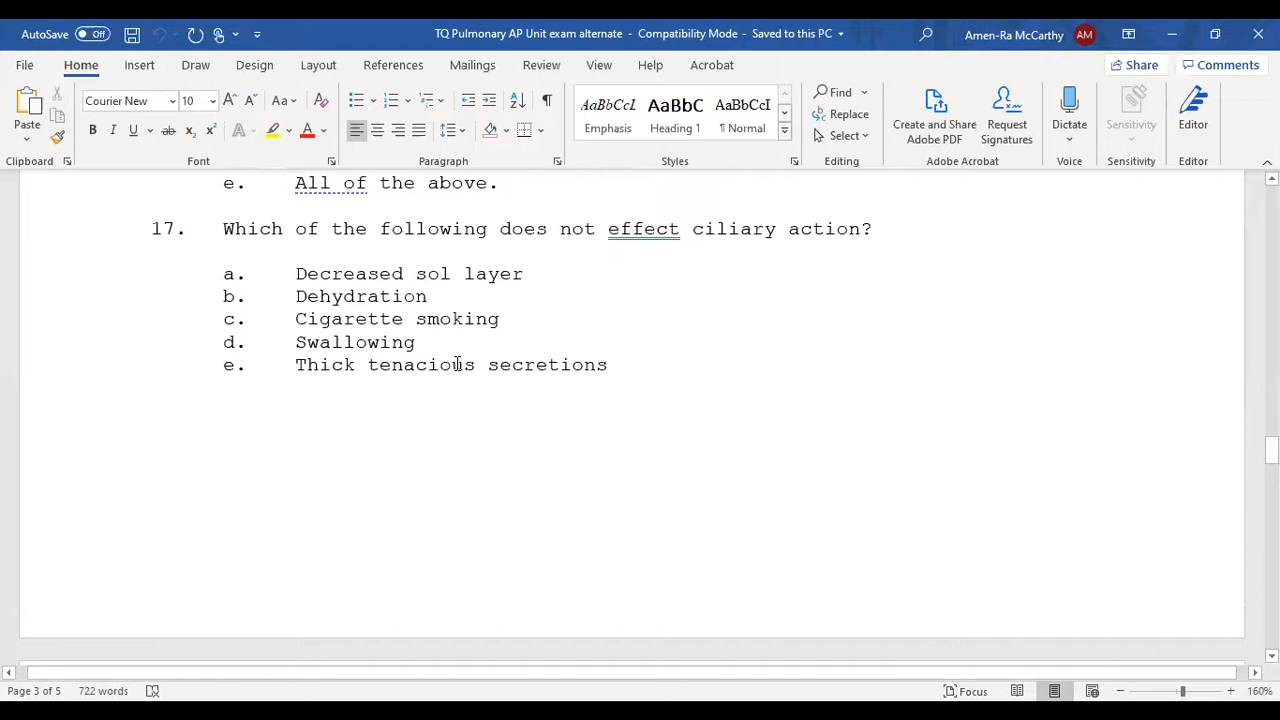 AutoSave Off TQ Pulmonary AP Unit exam alternate - Compatibility Mode - Saved to this PC Amen-Ra McCarthy AM
File Home Insert Draw Design Layout References Mailings Review View Help Acrobat Share Comments
Paste Courier New 10 Aa AaBbCcI AaBbC AaBbCcI Find Create and Share Request Dictate Sensitivity Editor
B I U ab x₂ x² A A Emphasis Heading 1 ¶ Normal Replace Adobe PDF Signatures
Select
Clipboard Font Paragraph Styles Editing Adobe Acrobat Voice Sensitivity Editor
e. All of the above.
17. Which of the following does not effect ciliary action?
a. Decreased sol layer
b. Dehydration
c. Cigarette smoking
d. Swallowing
e. Thick tenacious secretions
Page 3 of 5 722 words Focus 160%